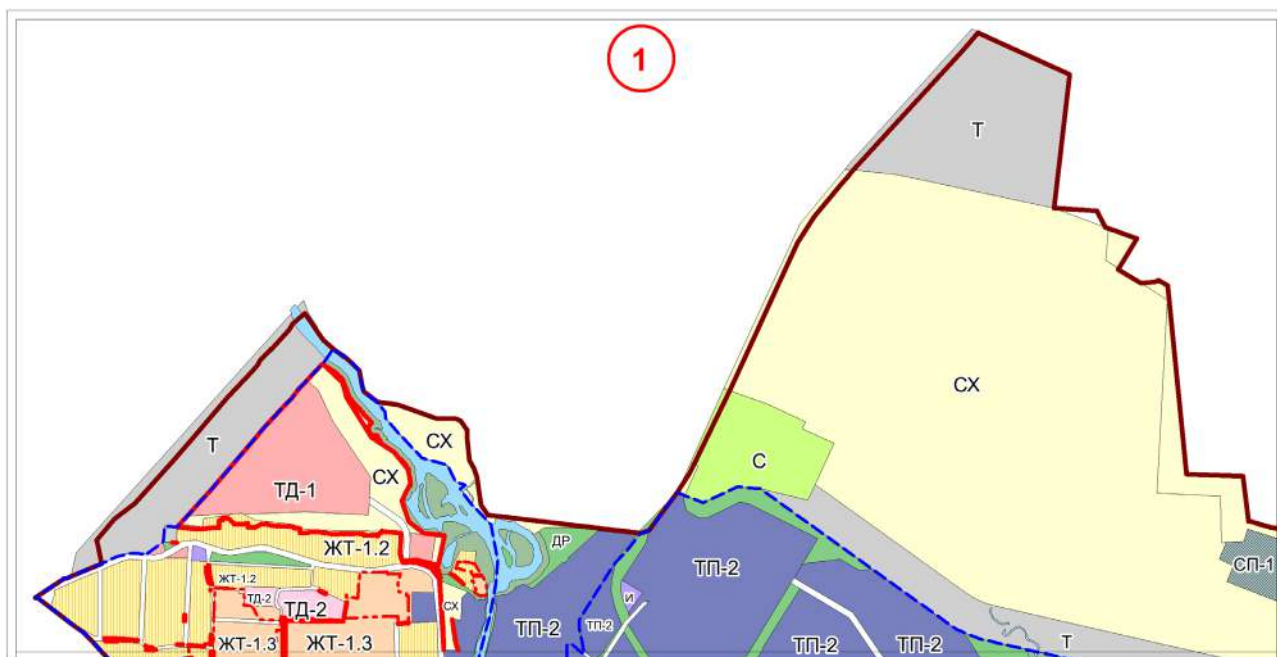 1
Т
СХ
СХ
Т
С
СХ
ТД-1
ЖТ-1.2
ДР
ТП-2
СП-1
ЖТ-1.2
ТД-2
ТД-2
СХ
И
ТП-2
ТП-2
ЖТ-1.3
ЖТ-1.3
ТП-2
ТП-2
Т